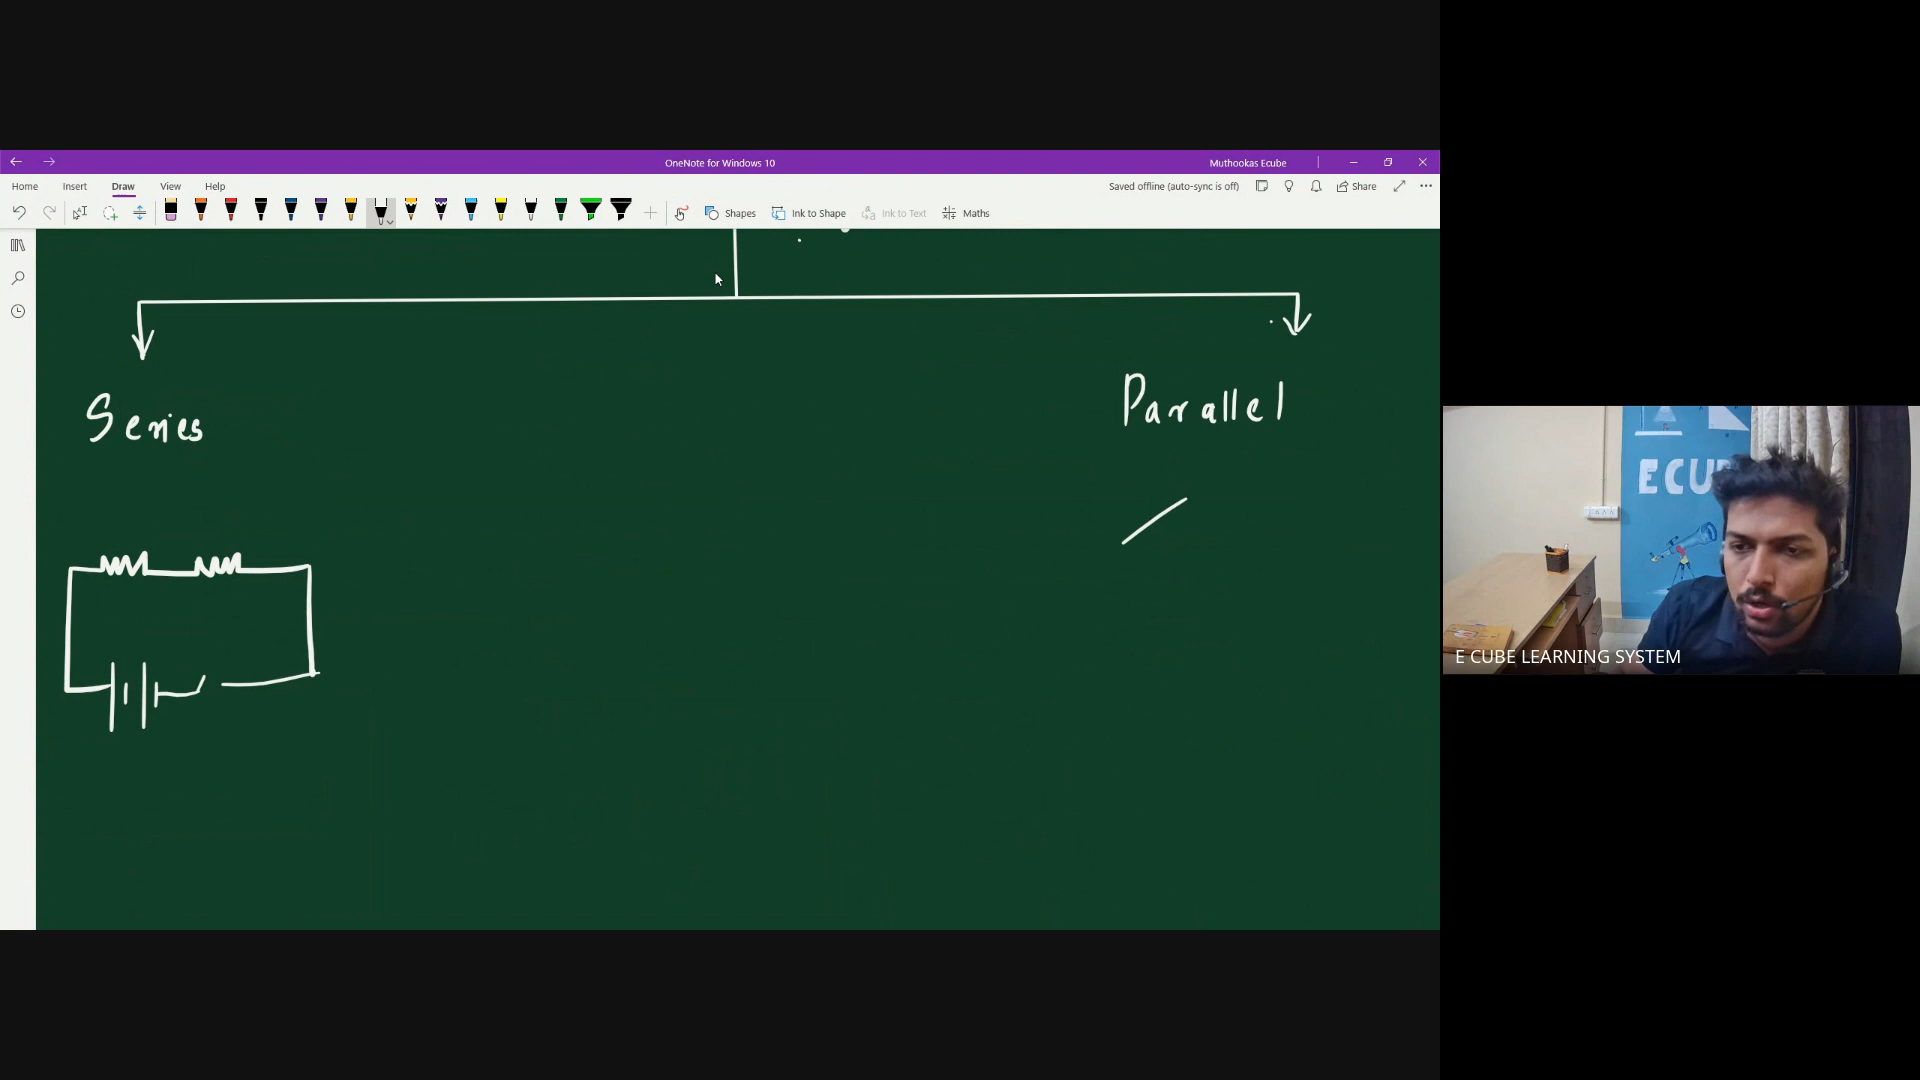 OneNote for Windows 10
Muthookas Ecube
Home Insert Draw View Help
Saved offline (auto-sync is off) Share
Shapes Ink to Shape Ink to Text Maths
Series
Parallel
ECU
E CUBE LEARNING SYSTEM